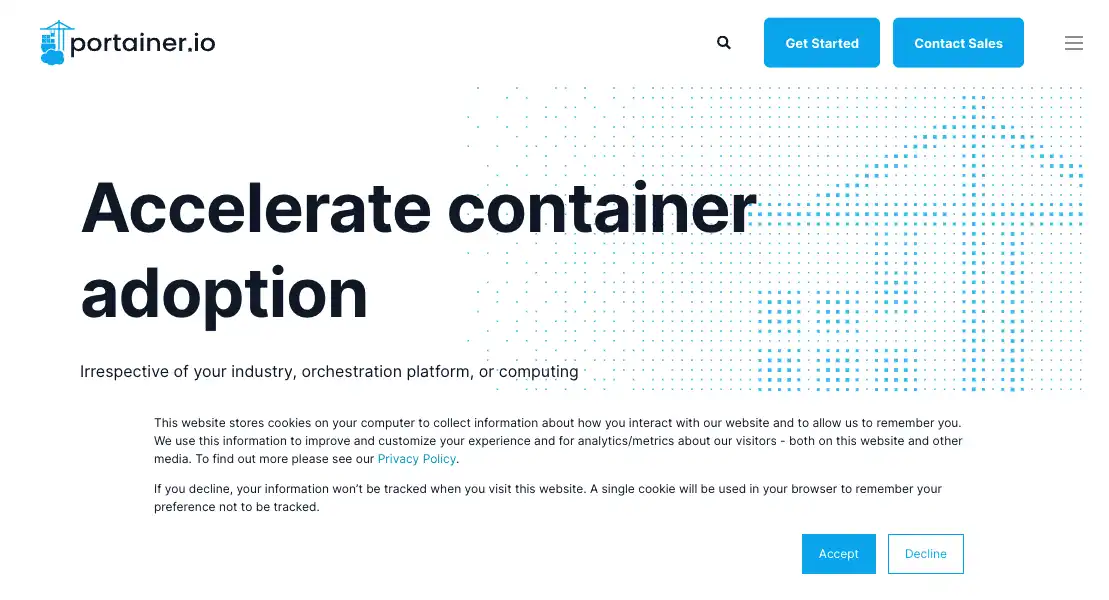 portainer.io
Get Started
Contact Sales
Accelerate container
adoption
Irrespective of your industry, orchestration platform, or computing
This website stores cookies on your computer to collect information about how you interact with our website and to allow us to remember you.
We use this information to improve and customize your experience and for analytics/metrics about our visitors - both on this website and other
media. To find out more please see our Privacy Policy.
If you decline, your information won’t be tracked when you visit this website. A single cookie will be used in your browser to remember your
preference not to be tracked.
Accept
Decline